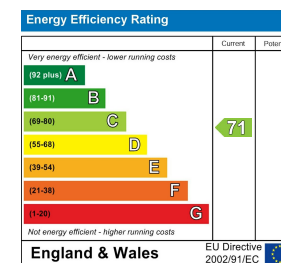 Energy Efficiency Rating
Current Poten
Very energy efficient - lower running costs
(92 plus) A
(81-91) B
(69-80) C
71
(55-68) D
(39-54) E
(21-38) F
(1-20) G
Not energy efficient - higher running costs
England & Wales
EU Directive
2002/91/EC